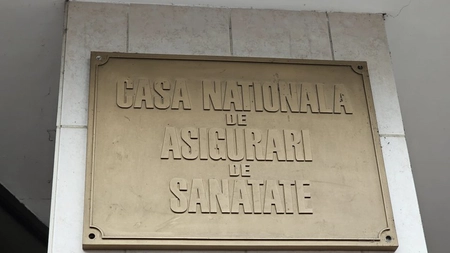 CASA NATIONALA
DE
ASIGURARI
DE
SANATATE